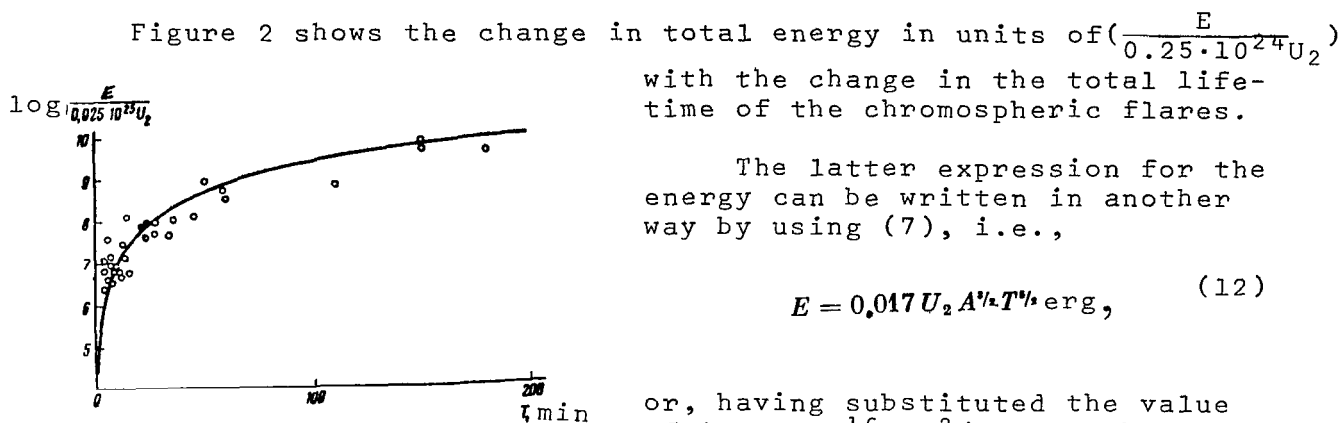 Figure 2 shows the change in total energy in units of (E / 0.25·10²⁴U₂)
with the change in the total life-
time of the chromospheric flares.
The latter expression for the
energy can be written in another
way by using (7), i.e.,
E = 0,017 U₂ A³/² T⁵/² erg, (12)
or, having substituted the value
log E / 0,025 10²⁵U₂
10
9
8
7
6
5
0 100 200
τ, min